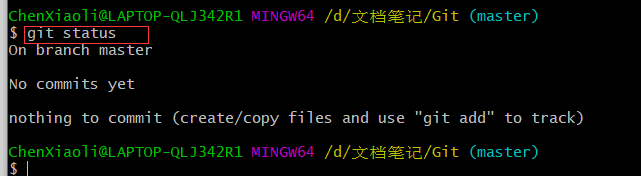 ChenXiaoli@LAPTOP-QLJ342R1 MINGW64 /d/文档笔记/Git (master)
$ git status
On branch master
No commits yet
nothing to commit (create/copy files and use "git add" to track)
ChenXiaoli@LAPTOP-QLJ342R1 MINGW64 /d/文档笔记/Git (master)
$